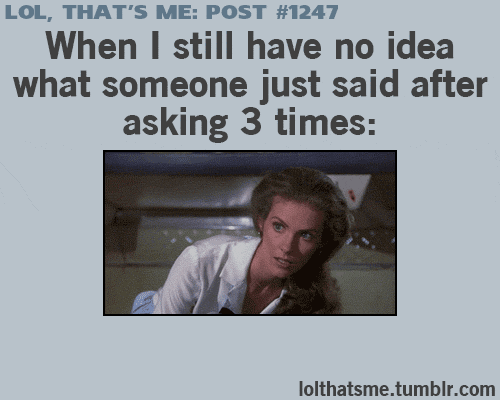 LOL, THAT'S ME: POST #1247
When I still have no idea
what someone just said after
asking 3 times:
lolthatsme.tumblr.com